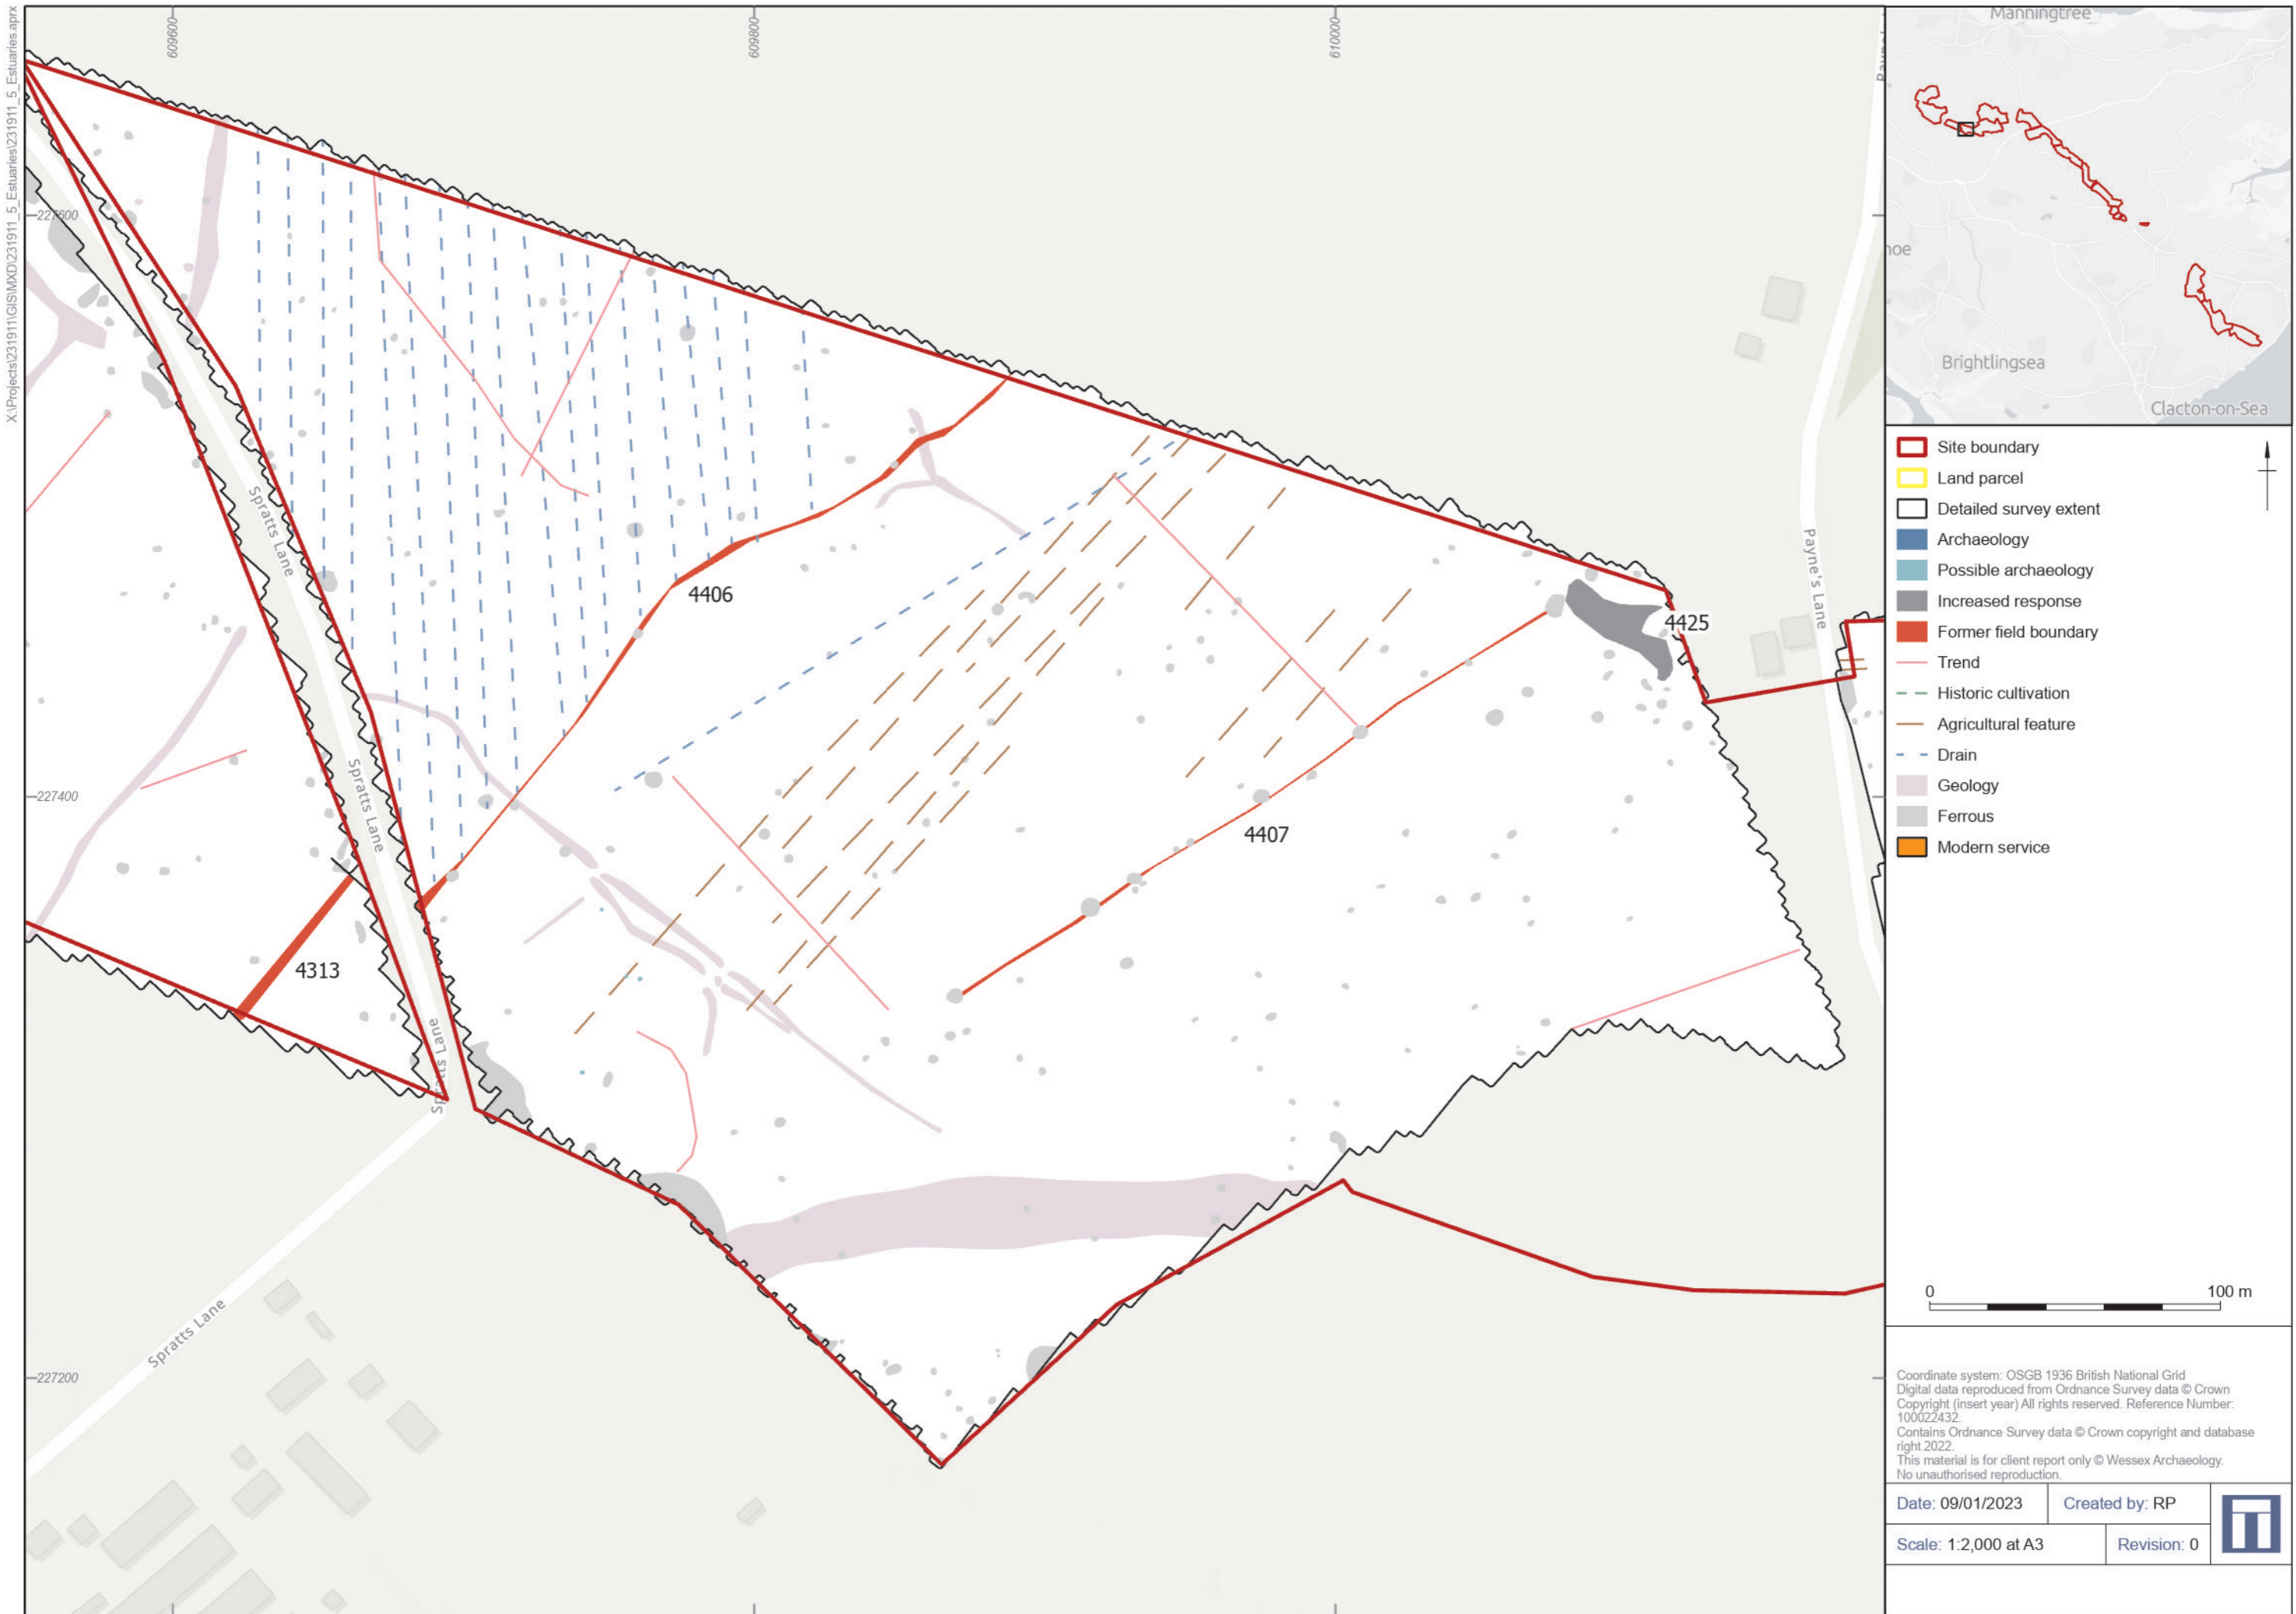 X:\Projects\231911\GIS\MXD\231911_5_Estuaries\231911_5_Estuaries.aprx
609600
609800
610000
227600
227400
227200
Spratts Lane
Spratts Lane
Spratts Lane
Spratts Lane
Payne's Lane
4406
4425
4407
4313
Manningtree
Brightlingsea
Clacton-on-Sea
Site boundary
Land parcel
Detailed survey extent
Archaeology
Possible archaeology
Increased response
Former field boundary
Trend
Historic cultivation
Agricultural feature
Drain
Geology
Ferrous
Modern service
0 100 m
Coordinate system: OSGB 1936 British National Grid
Digital data reproduced from Ordnance Survey data © Crown
Copyright (insert year) All rights reserved. Reference Number:
100022432.
Contains Ordnance Survey data © Crown copyright and database
right 2022.
This material is for client report only © Wessex Archaeology.
No unauthorised reproduction.
Date: 09/01/2023 Created by: RP
Scale: 1:2,000 at A3 Revision: 0